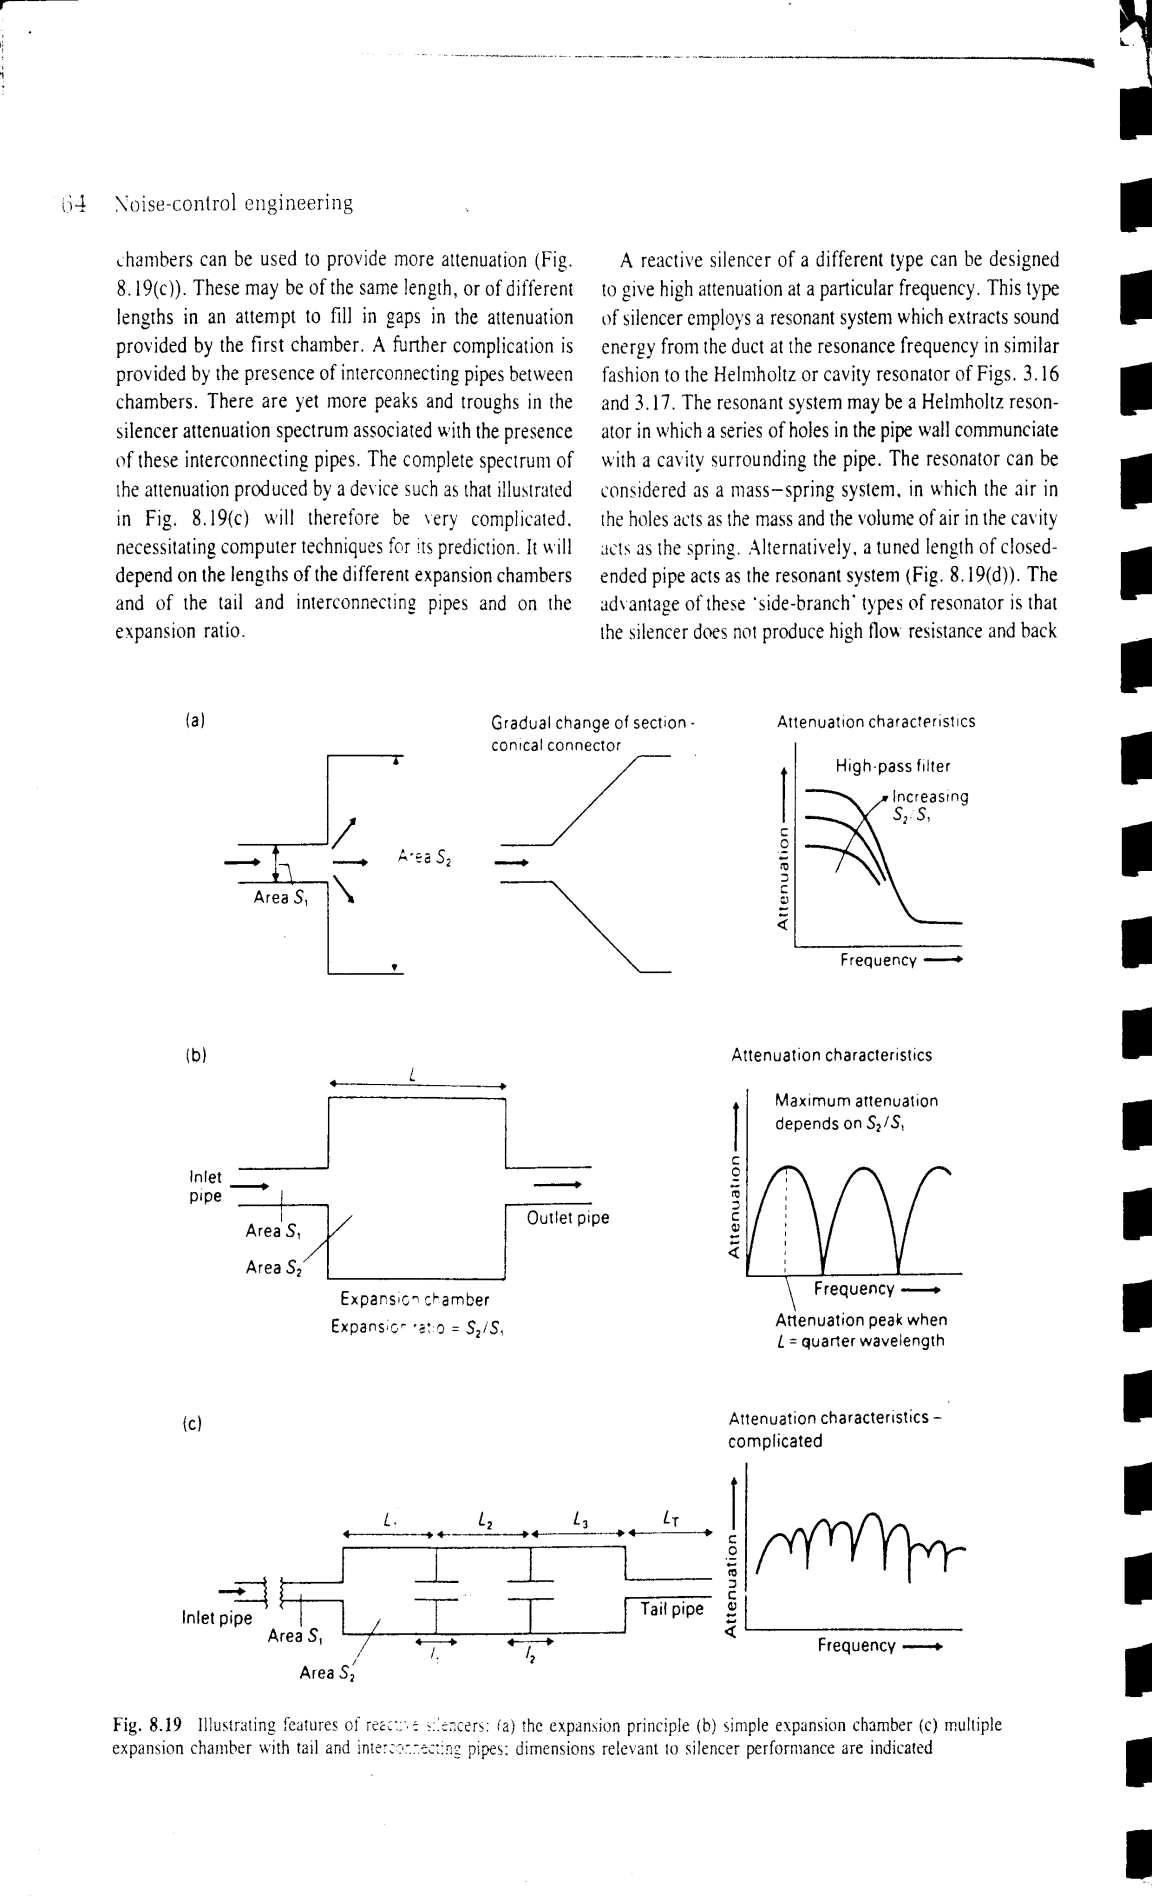 64 Noise-control engineering
chambers can be used to provide more attenuation (Fig.
8.19(c)). These may be of the same length, or of different
lengths in an attempt to fill in gaps in the attenuation
provided by the first chamber. A further complication is
provided by the presence of interconnecting pipes between
chambers. There are yet more peaks and troughs in the
silencer attenuation spectrum associated with the presence
of these interconnecting pipes. The complete spectrum of
the attenuation produced by a device such as that illustrated
in Fig. 8.19(c) will therefore be very complicated,
necessitating computer techniques for its prediction. It will
depend on the lengths of the different expansion chambers
and of the tail and interconnecting pipes and on the
expansion ratio.
A reactive silencer of a different type can be designed
to give high attenuation at a particular frequency. This type
of silencer employs a resonant system which extracts sound
energy from the duct at the resonance frequency in similar
fashion to the Helmholtz or cavity resonator of Figs. 3.16
and 3.17. The resonant system may be a Helmholtz reson-
ator in which a series of holes in the pipe wall communciate
with a cavity surrounding the pipe. The resonator can be
considered as a mass–spring system, in which the air in
the holes acts as the mass and the volume of air in the cavity
acts as the spring. Alternatively, a tuned length of closed-
ended pipe acts as the resonant system (Fig. 8.19(d)). The
advantage of these 'side-branch' types of resonator is that
the silencer does not produce high flow resistance and back
(a)
Area S₁
Area S₂
Gradual change of section -
conical connector
Attenuation characteristics
High-pass filter
Increasing
S₂/S₁
Attenuation
Frequency
(b)
L
Inlet
pipe
Area S₁
Area S₂
Outlet pipe
Expansion chamber
Expansion ratio = S₂/S₁
Attenuation characteristics
Maximum attenuation
depends on S₂/S₁
Attenuation
Frequency
Attenuation peak when
L = quarter wavelength
(c)
L₁ L₂ L₃ L_T
Inlet pipe
Area S₁
Area S₂
l₁ l₂
Tail pipe
Attenuation characteristics –
complicated
Attenuation
Frequency
Fig. 8.19 Illustrating features of reactive silencers: (a) the expansion principle (b) simple expansion chamber (c) multiple
expansion chamber with tail and interconnecting pipes: dimensions relevant to silencer performance are indicated